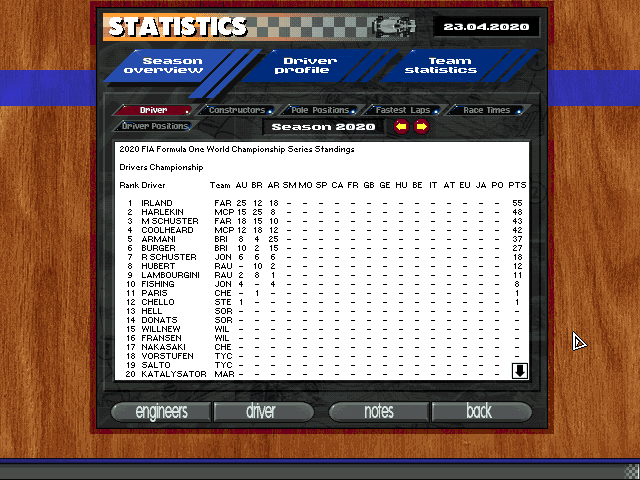 STATISTICS
23.04.2020
Season overview
Driver profile
Team statistics
Driver Constructors Pole Positions Fastest Laps Race Times
Driver Positions Season 2020
2020 FIA Formula One World Championship Series Standings
Drivers Championship
Rank Driver Team AU BR AR SM MO SP CA FR GB GE HU BE IT AT EU JA PO PTS
1 IRLAND FAR 25 12 18 - - - - - - - - - - - - - - 55
2 HARLEKIN MCP 15 25 8 - - - - - - - - - - - - - - 48
3 M SCHUSTER FAR 18 15 10 - - - - - - - - - - - - - - 43
4 COOLHEARD MCP 12 18 12 - - - - - - - - - - - - - - 42
5 ARMANI BRI 8 4 25 - - - - - - - - - - - - - - 37
6 BURGER BRI 10 2 15 - - - - - - - - - - - - - - 27
7 R SCHUSTER JON 6 6 6 - - - - - - - - - - - - - - 18
8 HUBERT RAU - 10 2 - - - - - - - - - - - - - - 12
9 LAMBOURGINI RAU 2 8 1 - - - - - - - - - - - - - - 11
10 FISHING JON 4 - 4 - - - - - - - - - - - - - - 8
11 PARIS CHE - 1 - - - - - - - - - - - - - - - 1
12 CHELLO STE 1 - - - - - - - - - - - - - - - - 1
13 HELL SOR - - - - - - - - - - - - - - - - - -
14 DONATS SOR - - - - - - - - - - - - - - - - - -
15 WILLNEW WIL - - - - - - - - - - - - - - - - - -
16 FRANSEN WIL - - - - - - - - - - - - - - - - - -
17 NAKASAKI CHE - - - - - - - - - - - - - - - - - -
18 VORSTUFEN TYC - - - - - - - - - - - - - - - - - -
19 SALTO TYC - - - - - - - - - - - - - - - - - -
20 KATALYSATOR MAR - - - - - - - - - - - - - - - - - -
engineers driver notes back